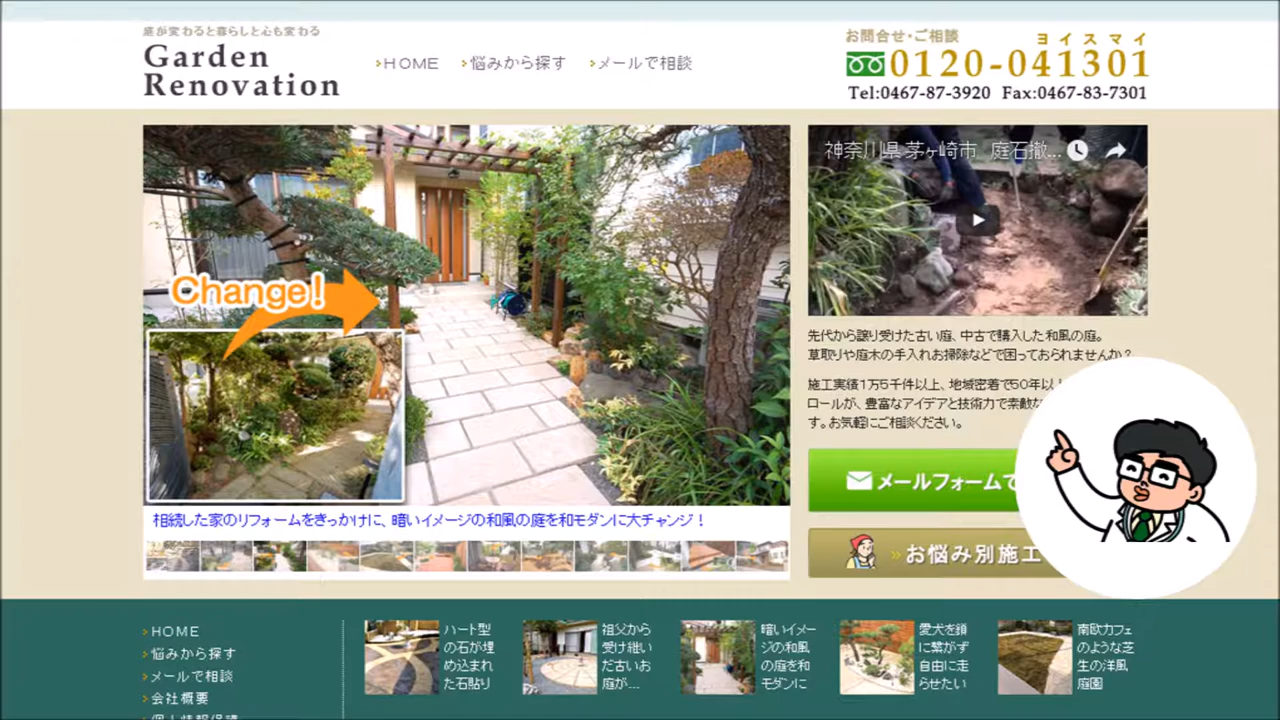 庭が変わると暮らしと心も変わる
Garden
Renovation
HOME
悩みから探す
メールで相談
お問合せ・ご相談
ヨイスマイ
0120-041301
Tel:0467-87-3920 Fax:0467-83-7301
Change!
相続した家のリフォームをきっかけに、暗いイメージの和風の庭を和モダンに大チャンジ！
神奈川県 茅ヶ崎市 庭石撤...
先代から譲り受けた古い庭、中古で購入した和風の庭。
草取りや庭木の手入れお掃除などで困っておられませんか？
施工実績1万5千件以上、地域密着で50年以
ロールが、豊富なアイデアと技術力で素敵な
す。お気軽にご相談ください。
メールフォームで
»お悩み別施工
HOME
悩みから探す
メールで相談
会社概要
個人情報保護
ハート型
の石が埋
め込まれ
た石貼り
祖父から
受け継い
だ古いお
庭が...
暗いイメー
ジの和風
の庭を和
モダンに
愛犬を鎖
に繋がず
自由に走
らせたい
南欧カフェ
のような芝
生の洋風
庭園